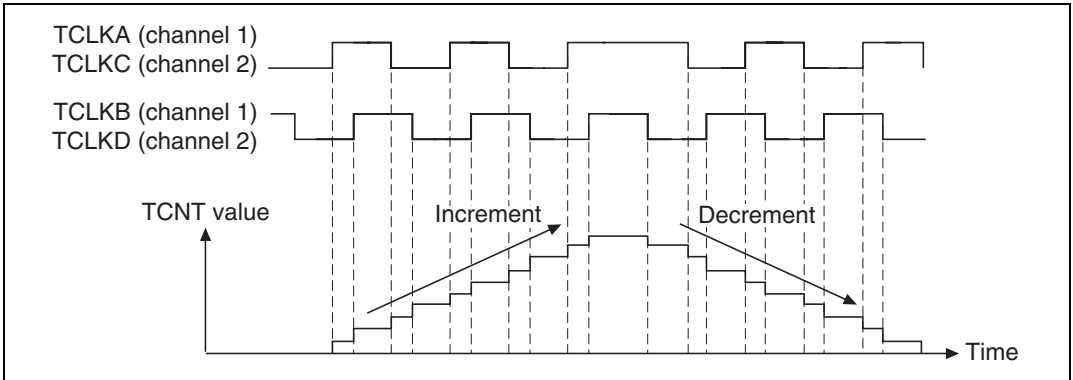 TCLKA (channel 1)
TCLKC (channel 2)
TCLKB (channel 1)
TCLKD (channel 2)
TCNT value
Increment
Decrement
Time